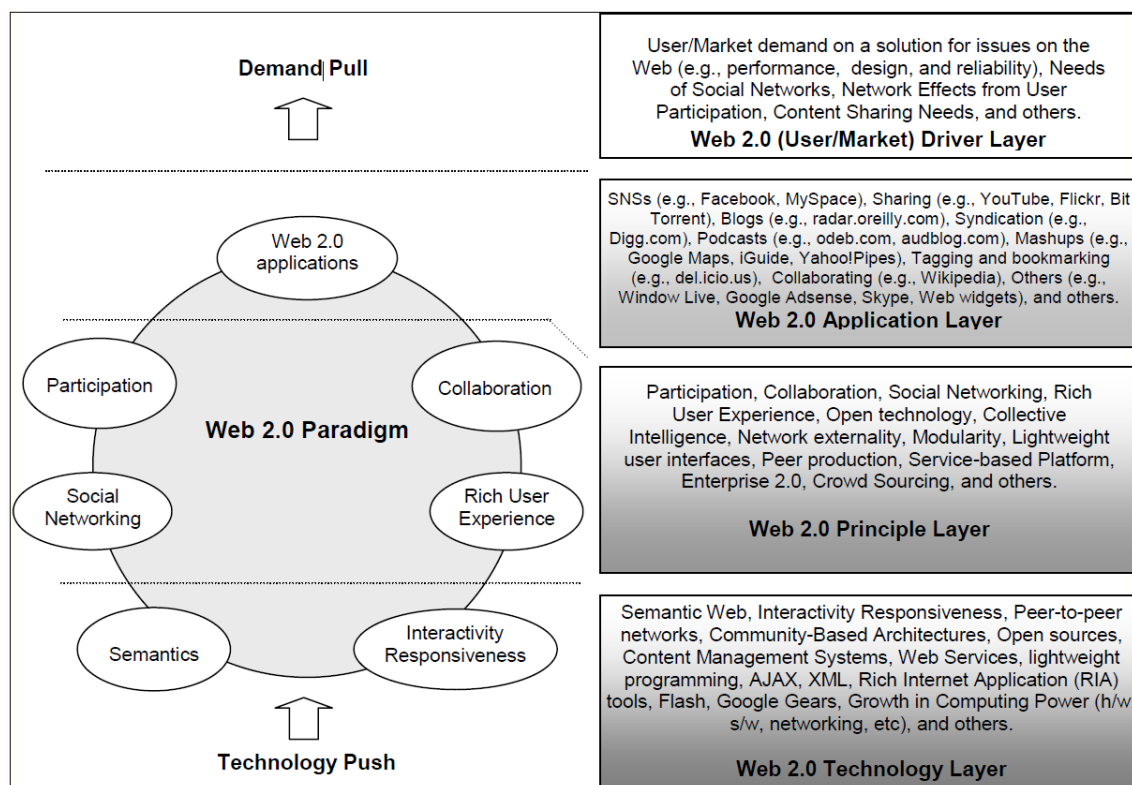 Demand Pull
Web 2.0
applications
Participation
Collaboration
Web 2.0 Paradigm
Social
Networking
Rich User
Experience
Semantics
Interactivity
Responsiveness
Technology Push
User/Market demand on a solution for issues on the
Web (e.g., performance, design, and reliability), Needs
of Social Networks, Network Effects from User
Participation, Content Sharing Needs, and others.
Web 2.0 (User/Market) Driver Layer
SNSs (e.g., Facebook, MySpace), Sharing (e.g., YouTube, Flickr, Bit
Torrent), Blogs (e.g., radar.oreilly.com), Syndication (e.g.,
Digg.com), Podcasts (e.g., odeb.com, audblog.com), Mashups (e.g.,
Google Maps, iGuide, Yahoo!Pipes), Tagging and bookmarking
(e.g., del.icio.us), Collaborating (e.g., Wikipedia), Others (e.g.,
Window Live, Google Adsense, Skype, Web widgets), and others.
Web 2.0 Application Layer
Participation, Collaboration, Social Networking, Rich
User Experience, Open technology, Collective
Intelligence, Network externality, Modularity, Lightweight
user interfaces, Peer production, Service-based Platform,
Enterprise 2.0, Crowd Sourcing, and others.
Web 2.0 Principle Layer
Semantic Web, Interactivity Responsiveness, Peer-to-peer
networks, Community-Based Architectures, Open sources,
Content Management Systems, Web Services, lightweight
programming, AJAX, XML, Rich Internet Application (RIA)
tools, Flash, Google Gears, Growth in Computing Power (h/w
s/w, networking, etc), and others.
Web 2.0 Technology Layer